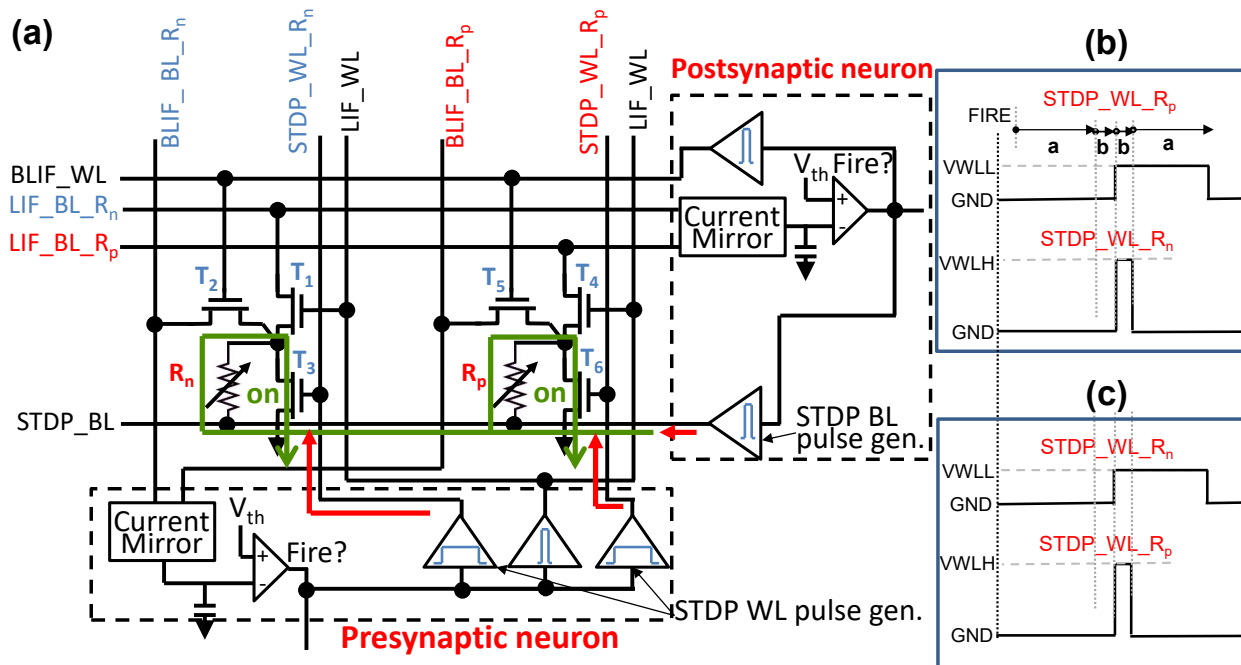 (a)
BLIF_BL_Rn
STDP_WL_Rn
LIF_WL
BLIF_BL_Rp
STDP_WL_Rp
LIF_WL
Postsynaptic neuron
BLIF_WL
LIF_BL_Rn
LIF_BL_Rp
Vth Fire?
+
-
Current
Mirror
T2
T1
T5
T4
Rn
on
T3
Rp
on
T6
STDP_BL
STDP BL
pulse gen.
Current
Mirror
Vth
+
-
Fire?
STDP WL pulse gen.
Presynaptic neuron
(b)
STDP_WL_Rp
FIRE
a b b a
VWLL
GND
STDP_WL_Rn
VWLH
GND
(c)
STDP_WL_Rn
VWLL
GND
STDP_WL_Rp
VWLH
GND